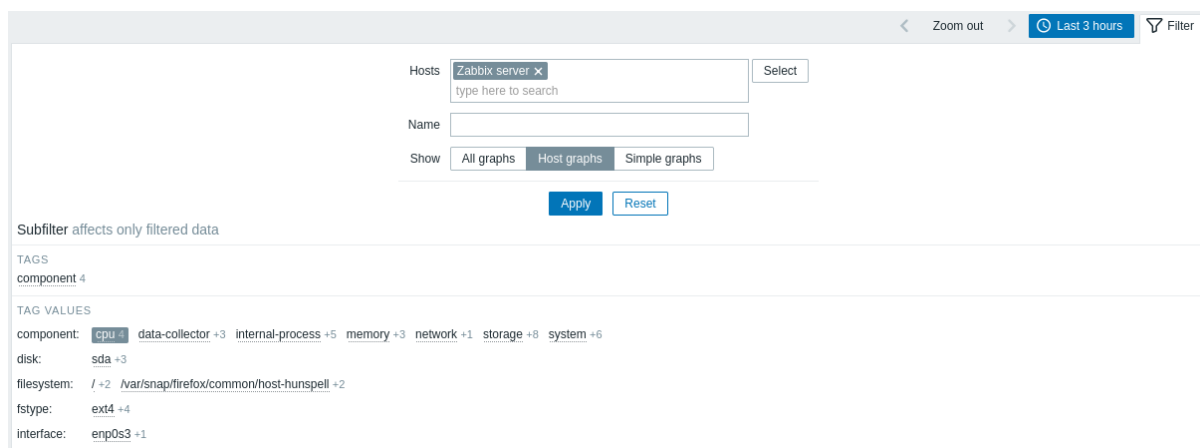 Zoom out Last 3 hours Filter
Hosts Zabbix server Select
type here to search
Name
Show All graphs Host graphs Simple graphs
Apply Reset
Subfilter affects only filtered data
TAGS
component 4
TAG VALUES
component: cpu 4 data-collector +3 internal-process +5 memory +3 network +1 storage +8 system +6
disk: sda +3
filesystem: / +2 /var/snap/firefox/common/host-hunspell +2
fstype: ext4 +4
interface: enp0s3 +1